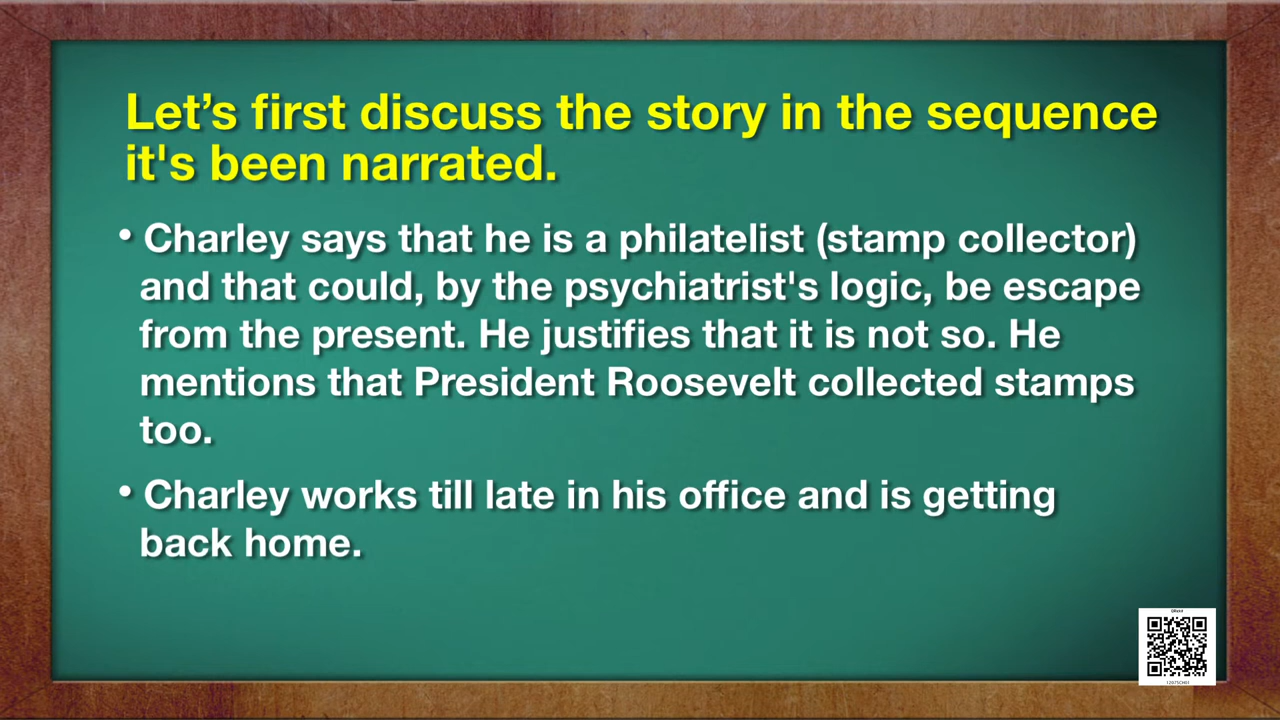 Let’s first discuss the story in the sequence
it's been narrated.
• Charley says that he is a philatelist (stamp collector)
and that could, by the psychiatrist's logic, be escape
from the present. He justifies that it is not so. He
mentions that President Roosevelt collected stamps
too.
• Charley works till late in his office and is getting
back home.